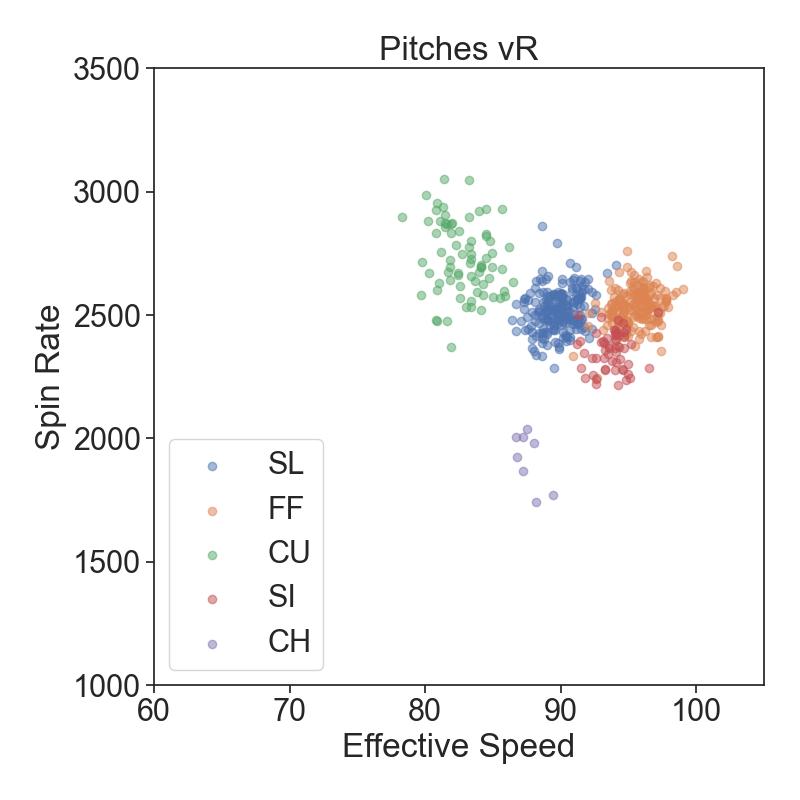 Pitches vR
3500
3000
2500
2000
1500
1000
Spin Rate
SL
FF
CU
SI
CH
60 70 80 90 100
Effective Speed